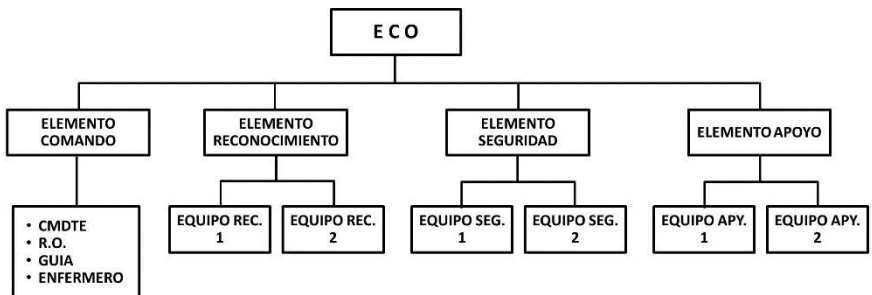 E C O
ELEMENTO
COMANDO
ELEMENTO
RECONOCIMIENTO
ELEMENTO
SEGURIDAD
ELEMENTO APOYO
• CMDTE
• R.O.
• GUIA
• ENFERMERO
EQUIPO REC.
1
EQUIPO REC.
2
EQUIPO SEG.
1
EQUIPO SEG.
2
EQUIPO APY.
1
EQUIPO APY.
2